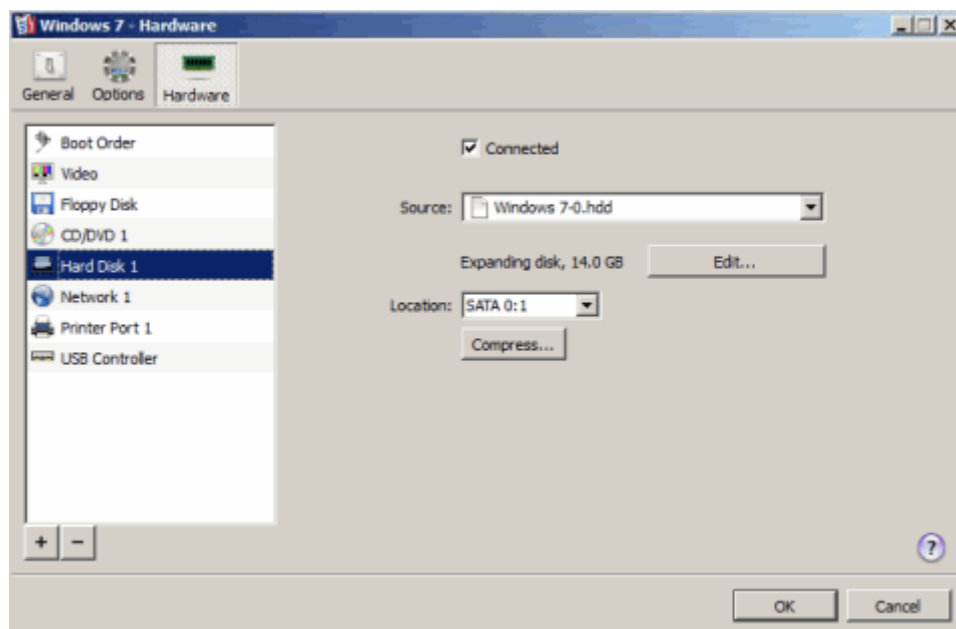 Windows 7 - Hardware
General Options Hardware
Boot Order
Video
Floppy Disk
CD/DVD 1
Hard Disk 1
Network 1
Printer Port 1
USB Controller
Connected
Source: Windows 7-0.hdd
Expanding disk, 14.0 GB Edit...
Location: SATA 0:1
Compress...
+ -
?
OK Cancel